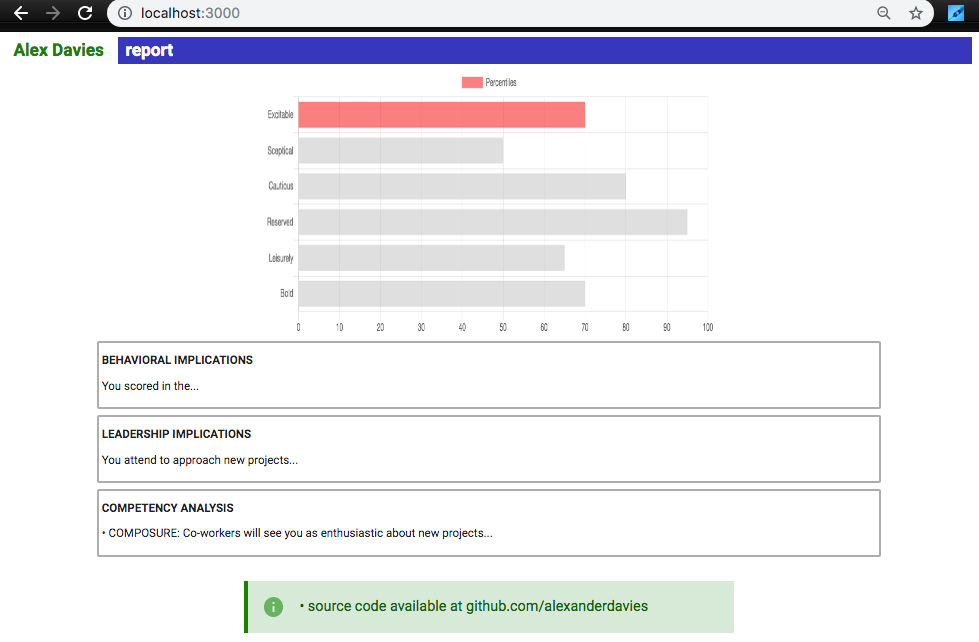 localhost:3000
Alex Davies report
Percentiles
Excitable
Sceptical
Cautious
Reserved
Leisurely
Bold
0 10 20 30 40 50 60 70 80 90 100
BEHAVIORAL IMPLICATIONS
You scored in the...
LEADERSHIP IMPLICATIONS
You attend to approach new projects...
COMPETENCY ANALYSIS
• COMPOSURE: Co-workers will see you as enthusiastic about new projects...
• source code available at github.com/alexanderdavies